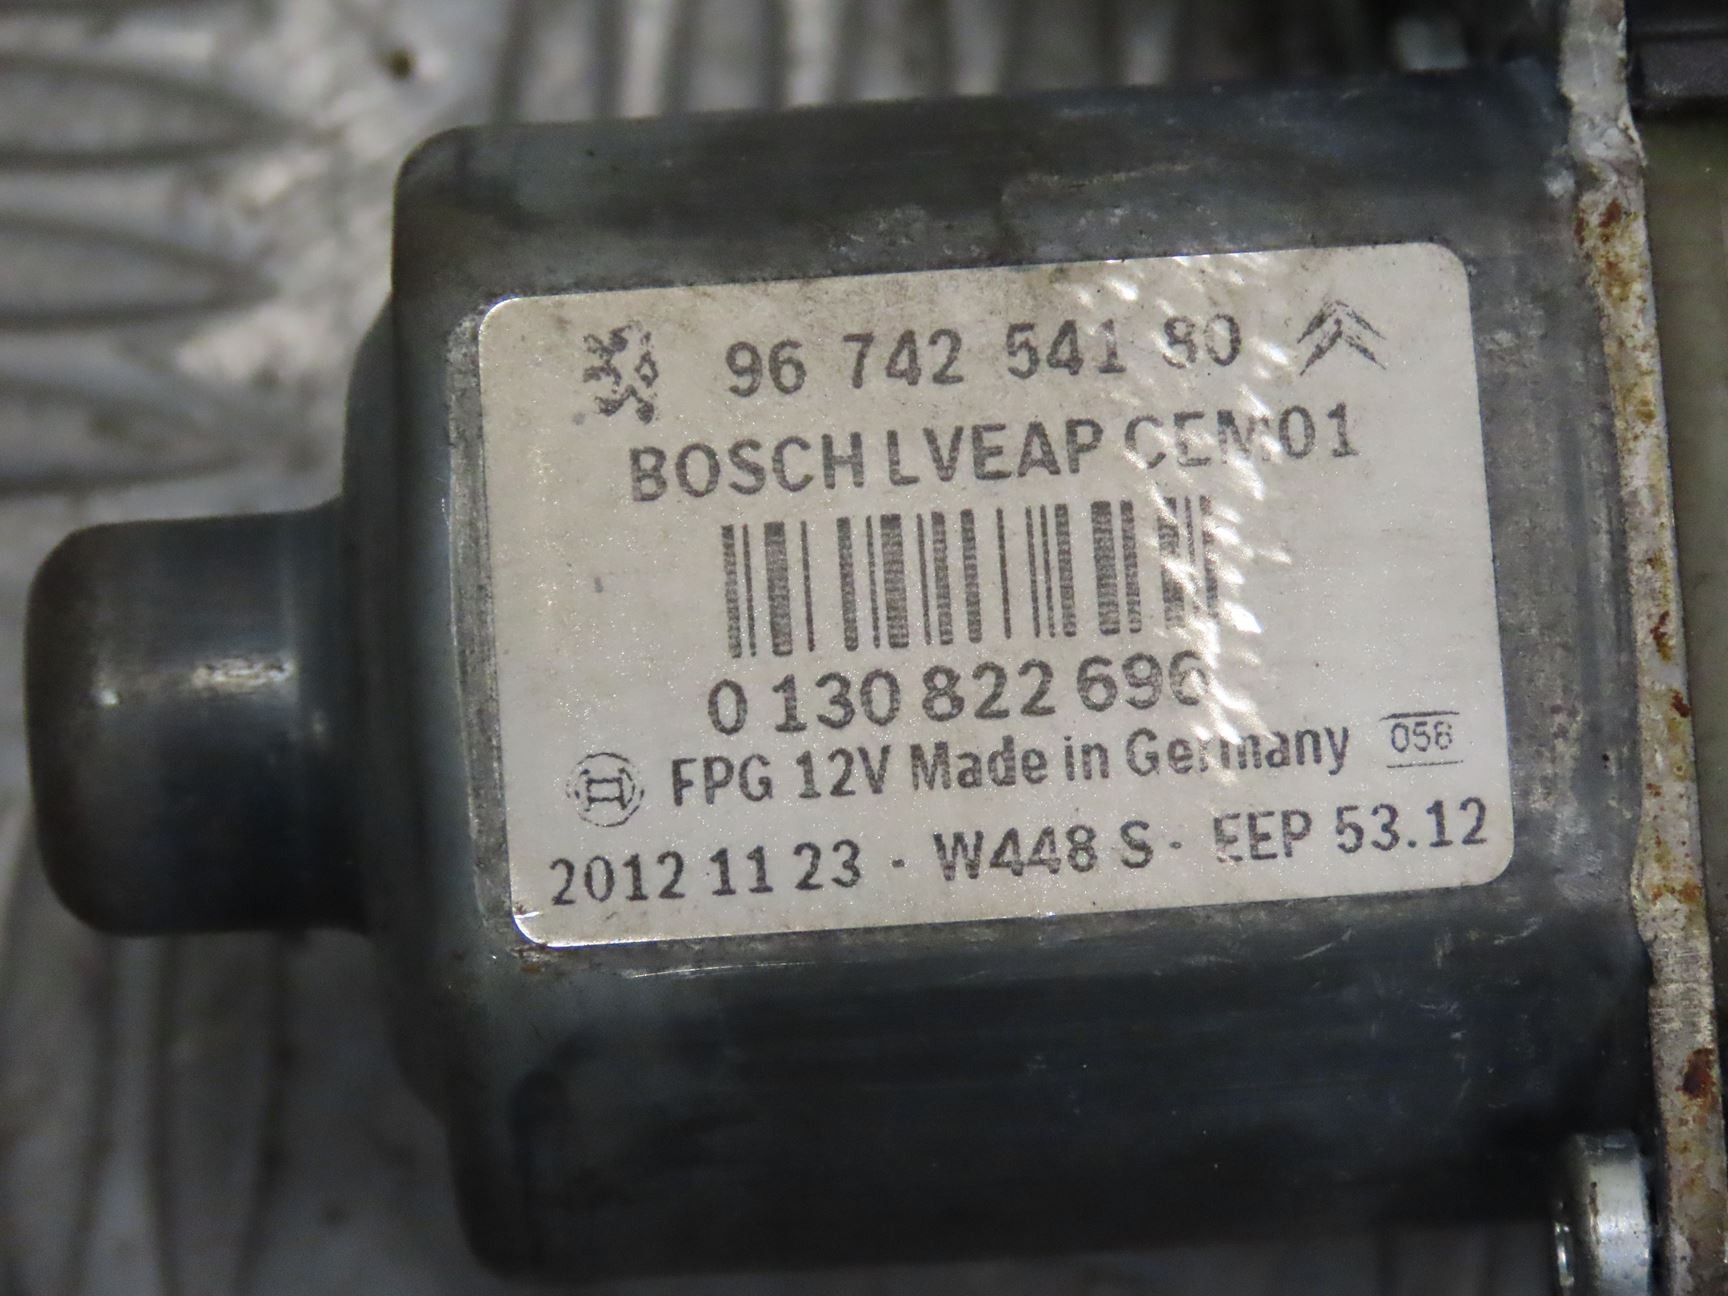 96 742 541 80
BOSCH LVEAP CEM01
0 130 822 696
FPG 12V Made in Germany
2012 11 23 · W448 S · EEP 53.12